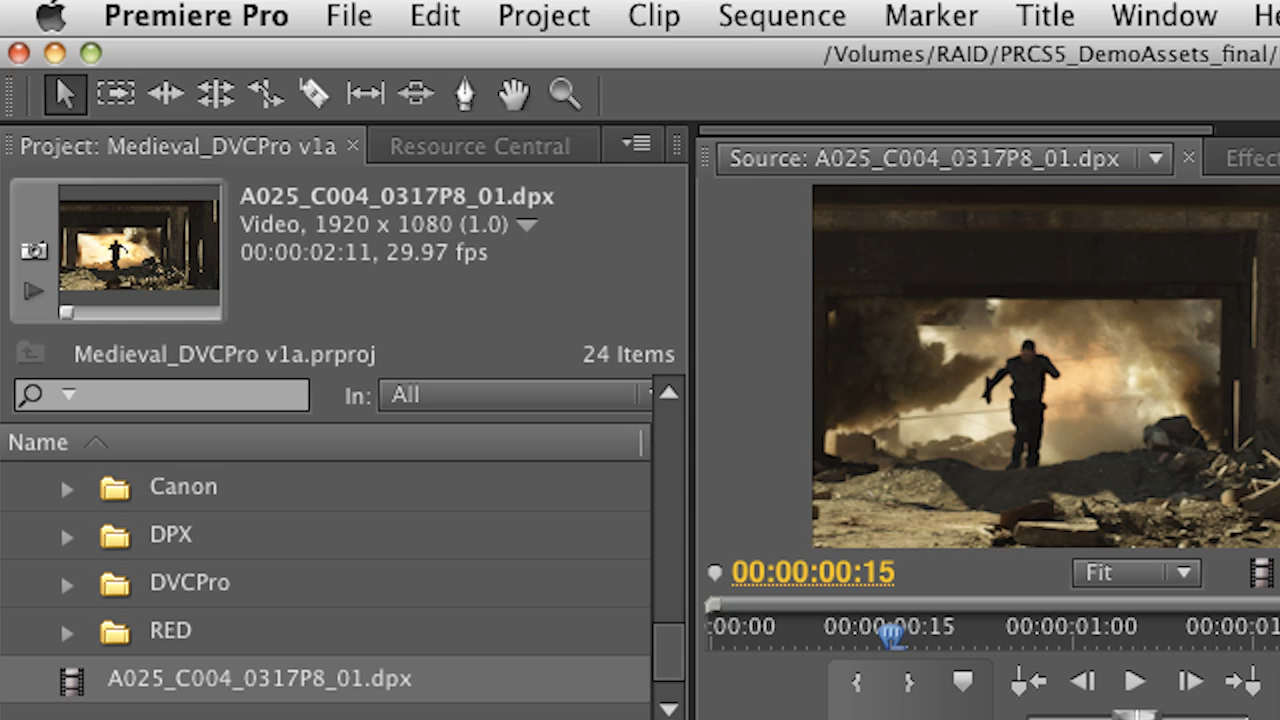 Premiere Pro File Edit Project Clip Sequence Marker Title Window
/Volumes/RAID/PRCS5_DemoAssets_final/
Project: Medieval_DVCPro v1a × Resource Central
Source: A025_C004_0317P8_01.dpx ×
A025_C004_0317P8_01.dpx
Video, 1920 x 1080 (1.0)
00:00:02:11, 29.97 fps
Medieval_DVCPro v1a.prproj 24 Items
In: All
Name
Canon
DPX
DVCPro
RED
A025_C004_0317P8_01.dpx
00:00:00:15 Fit
:00:00 00:00:00:15 00:00:01:00 00:00:01